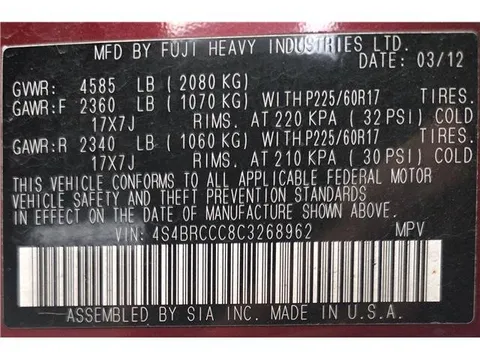 MFD BY FUJI HEAVY INDUSTRIES LTD.
DATE: 03/12
GVWR: 4585 LB (2080 KG)
GAWR:F 2360 LB (1070 KG) WITH P225/60R17 TIRES.
17X7J RIMS. AT 220 KPA (32 PSI) COLD
GAWR:R 2340 LB (1060 KG) WITH P225/60R17 TIRES.
17X7J RIMS. AT 210 KPA (30 PSI) COLD
THIS VEHICLE CONFORMS TO ALL APPLICABLE FEDERAL MOTOR
VEHICLE SAFETY AND THEFT PREVENTION STANDARDS
IN EFFECT ON THE DATE OF MANUFACTURE SHOWN ABOVE.
VIN: 4S4BRCCC8C3268962 MPV
ASSEMBLED BY SIA INC. MADE IN U.S.A.